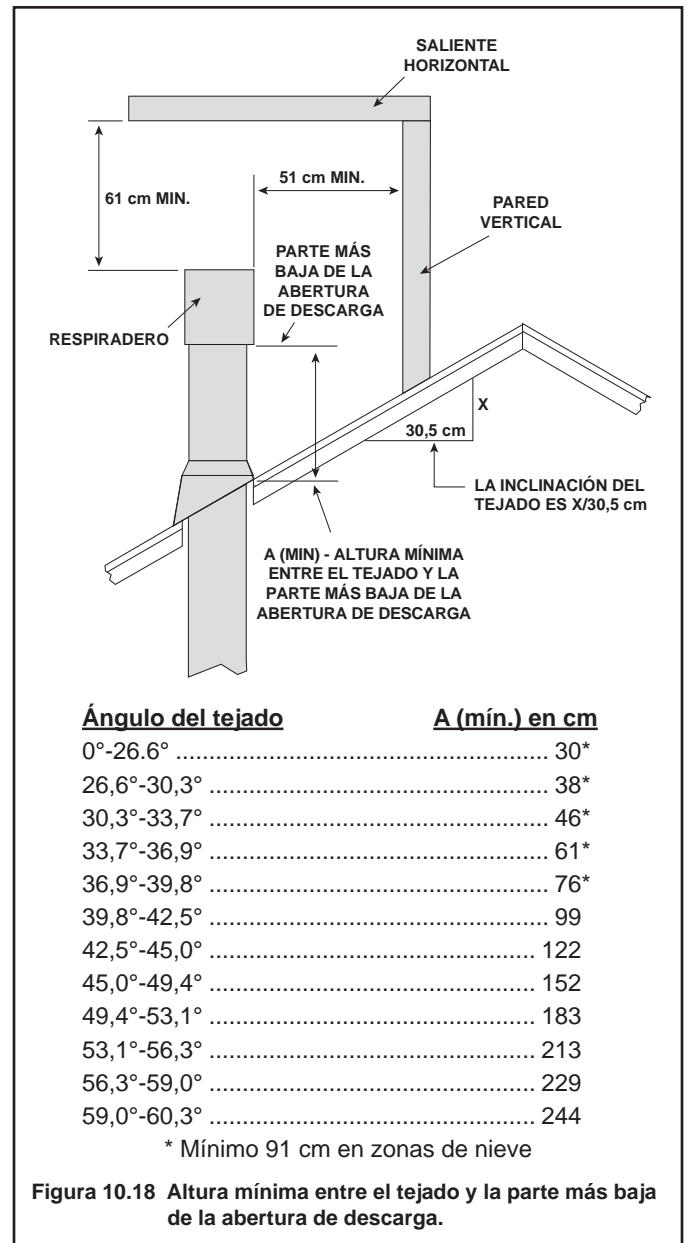 SALIENTE
HORIZONTAL
61 cm MIN.
51 cm MIN.
PARED
VERTICAL
PARTE MÁS
BAJA DE LA
ABERTURA
DE DESCARGA
RESPIRADERO
X
30,5 cm
LA INCLINACIÓN DEL
TEJADO ES X/30,5 cm
A (MIN) - ALTURA MÍNIMA
ENTRE EL TEJADO Y LA
PARTE MÁS BAJA DE LA
ABERTURA DE DESCARGA
Ángulo del tejado A (mín.) en cm
0°-26.6° ........................................................ 30*
26,6°-30,3° ................................................... 38*
30,3°-33,7° ................................................... 46*
33,7°-36,9° ................................................... 61*
36,9°-39,8° ................................................... 76*
39,8°-42,5° ................................................... 99
42,5°-45,0° ................................................. 122
45,0°-49,4° ................................................. 152
49,4°-53,1° ................................................. 183
53,1°-56,3° ................................................. 213
56,3°-59,0° ................................................. 229
59,0°-60,3° ................................................. 244
* Mínimo 91 cm en zonas de nieve
Figura 10.18 Altura mínima entre el tejado y la parte más baja
de la abertura de descarga.